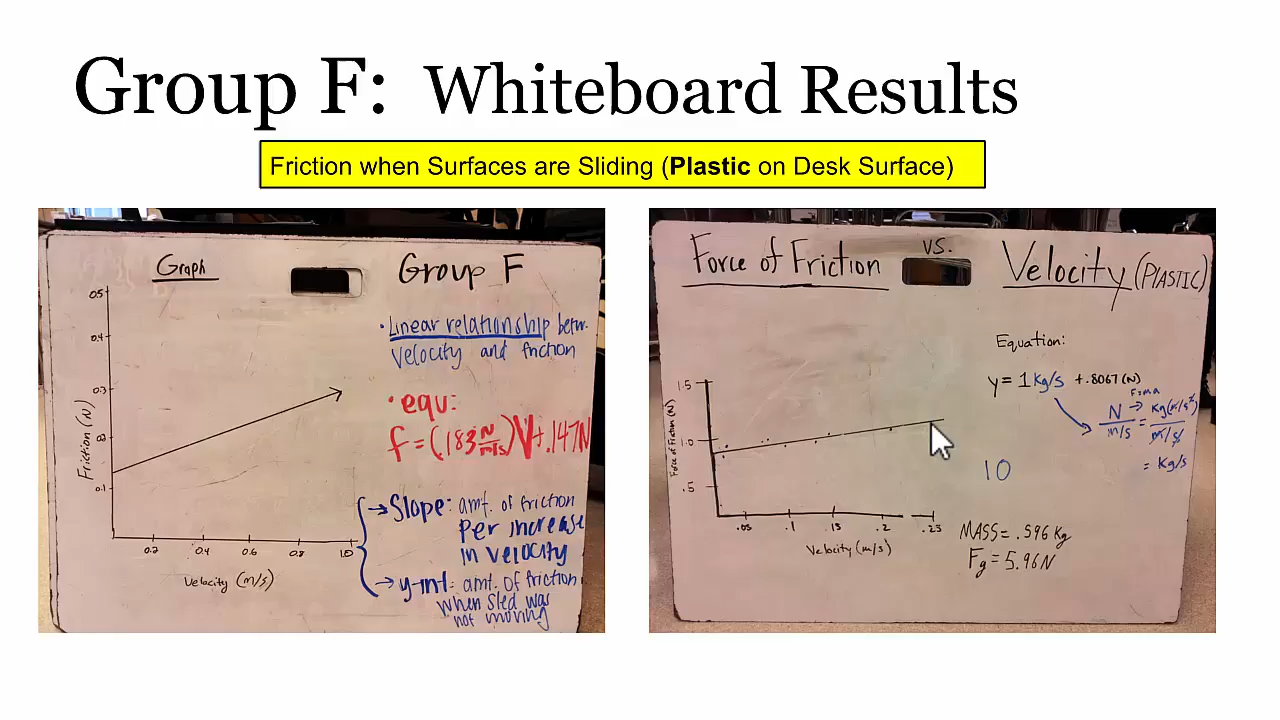 Group F: Whiteboard Results
Friction when Surfaces are Sliding (Plastic on Desk Surface)
Graph
Group F
0.5
0.4
0.3
0.2
0.1
Friction (N)
0.2 0.4 0.6 0.8 1.0
Velocity (m/s)
• Linear relationship betw.
velocity and friction
• equ:
f = (.183 N/m/s) V + .147N
→ Slope: amt. of friction
per increase
in velocity
→ y-int: amt. of friction
when sled was
not moving
Force of Friction vs. Velocity (PLASTIC)
Equation:
y = 1 kg/s + .8067 (N)
F=ma
N/m/s → = kg(m/s²)/m/s
= kg/s
10
1.5
1.0
.5
Force of Friction (N)
.05 .1 .15 .2 .25
Velocity (m/s)
MASS = .596 Kg
Fg = 5.96 N